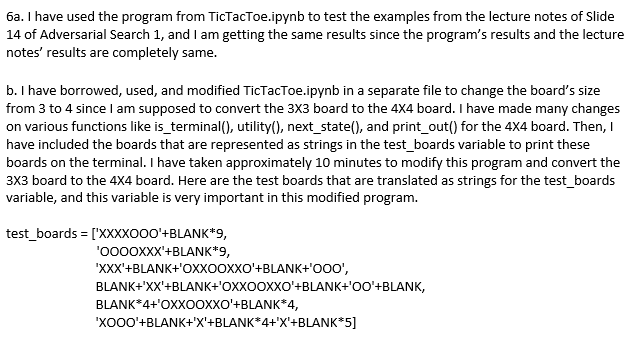 6a. I have used the program from TicTacToe.ipynb to test the examples from the lecture notes of Slide
14 of Adversarial Search 1, and I am getting the same results since the program's results and the lecture
notes' results are completely same.
b. I have borrowed, used, and modified TicTacToe.ipynb in a separate file to change the board's size
from 3 to 4 since I am supposed to convert the 3X3 board to the 4X4 board. I have made many changes
on various functions like is_terminal(), utility(), next_state(), and print_out() for the 4X4 board. Then, I
have included the boards that are represented as strings in the test_boards variable to print these
boards on the terminal. I have taken approximately 10 minutes to modify this program and convert the
3X3 board to the 4X4 board. Here are the test boards that are translated as strings for the test_boards
variable, and this variable is very important in this modified program.
test_boards = ['XXXXOOO'+BLANK*9,
'OOOOXXX'+BLANK*9,
'XXX'+BLANK+'OXXOOXXO'+BLANK+'OOO',
BLANK+'XX'+BLANK+'OXXOOXXO'+BLANK+'OO'+BLANK,
BLANK*4+'OXXOOXXO'+BLANK*4,
'XOOO'+BLANK+'X'+BLANK*4+'X'+BLANK*5]